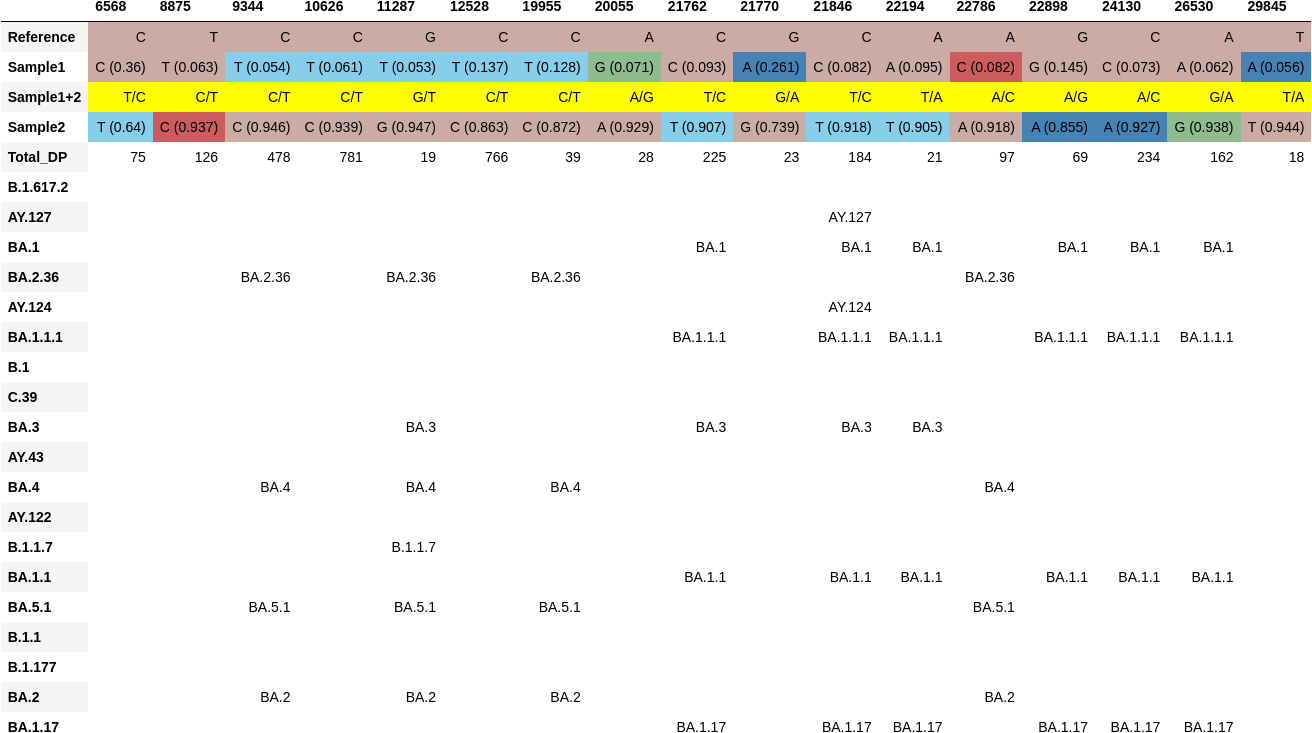 6568 8875 9344 10626 11287 12528 19955 20055 21762 21770 21846 22194 22786 22898 24130 26530 29845
Reference C T C C G C C A C G C A A G C A T
Sample1 C (0.36) T (0.063) T (0.054) T (0.061) T (0.053) T (0.137) T (0.128) G (0.071) C (0.093) A (0.261) C (0.082) A (0.095) C (0.082) G (0.145) C (0.073) A (0.062) A (0.056)
Sample1+2 T/C C/T C/T C/T G/T C/T C/T A/G T/C G/A T/C T/A A/C A/G A/C G/A T/A
Sample2 T (0.64) C (0.937) C (0.946) C (0.939) G (0.947) C (0.863) C (0.872) A (0.929) T (0.907) G (0.739) T (0.918) T (0.905) A (0.918) A (0.855) A (0.927) G (0.938) T (0.944)
Total_DP 75 126 478 781 19 766 39 28 225 23 184 21 97 69 234 162 18
B.1.617.2
AY.127 AY.127
BA.1 BA.1 BA.1 BA.1 BA.1 BA.1 BA.1
BA.2.36 BA.2.36 BA.2.36 BA.2.36 BA.2.36
AY.124 AY.124
BA.1.1.1 BA.1.1.1 BA.1.1.1 BA.1.1.1 BA.1.1.1 BA.1.1.1 BA.1.1.1
B.1
C.39
BA.3 BA.3 BA.3 BA.3 BA.3
AY.43
BA.4 BA.4 BA.4 BA.4 BA.4
AY.122
B.1.1.7 B.1.1.7
BA.1.1 BA.1.1 BA.1.1 BA.1.1 BA.1.1 BA.1.1 BA.1.1
BA.5.1 BA.5.1 BA.5.1 BA.5.1 BA.5.1
B.1.1
B.1.177
BA.2 BA.2 BA.2 BA.2 BA.2
BA.1.17 BA.1.17 BA.1.17 BA.1.17 BA.1.17 BA.1.17 BA.1.17